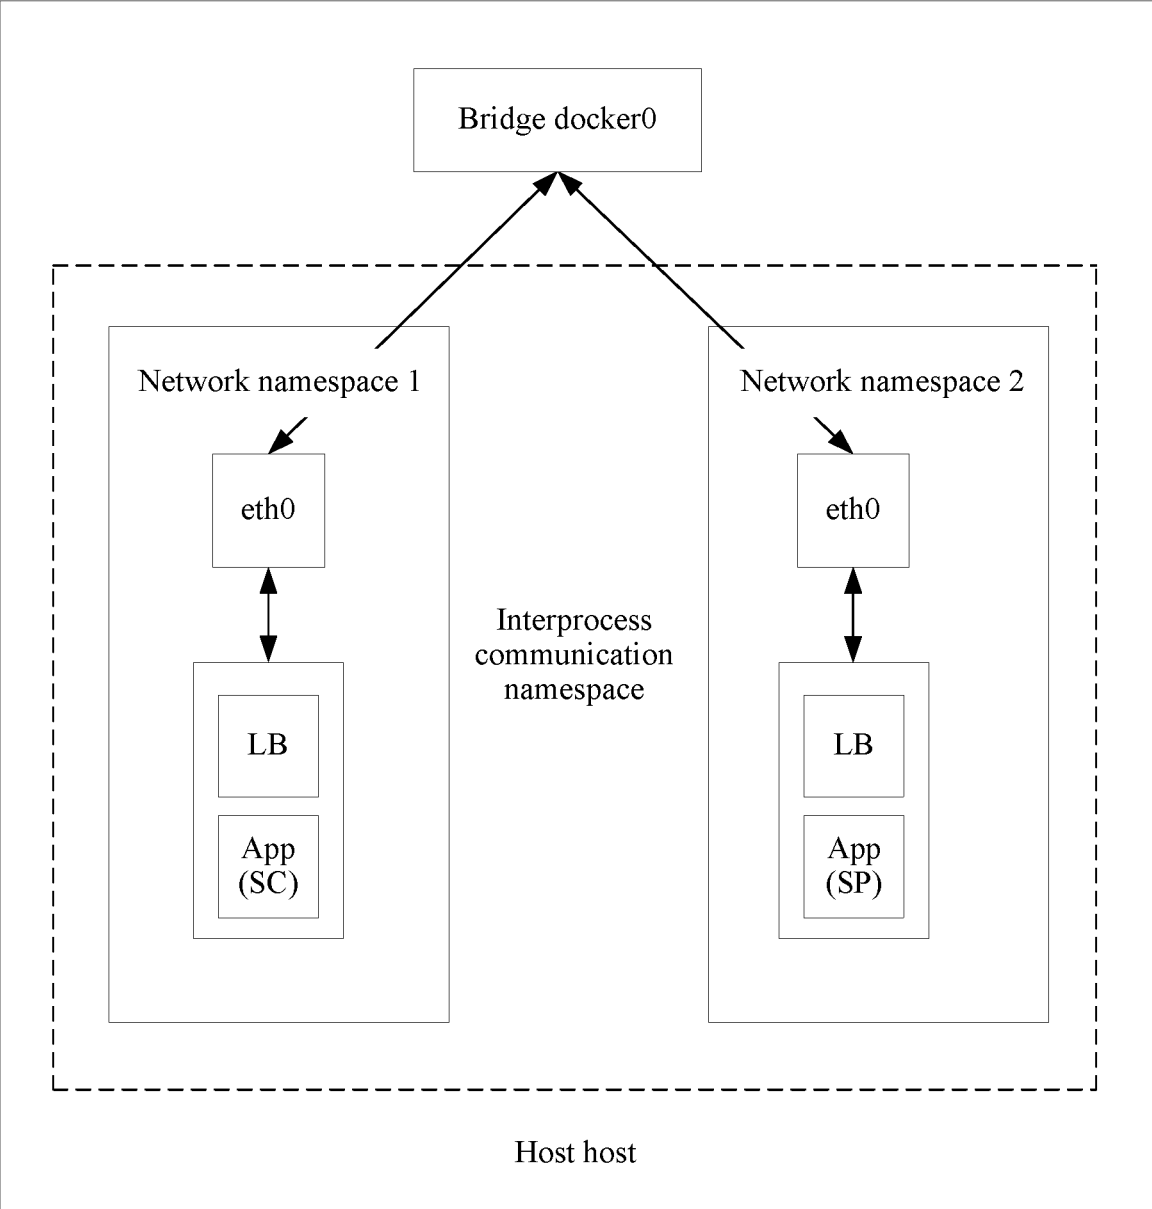 Bridge docker0
Network namespace 1
Network namespace 2
eth0
eth0
Interprocess
communication
namespace
LB
LB
App
(SC)
App
(SP)
Host host